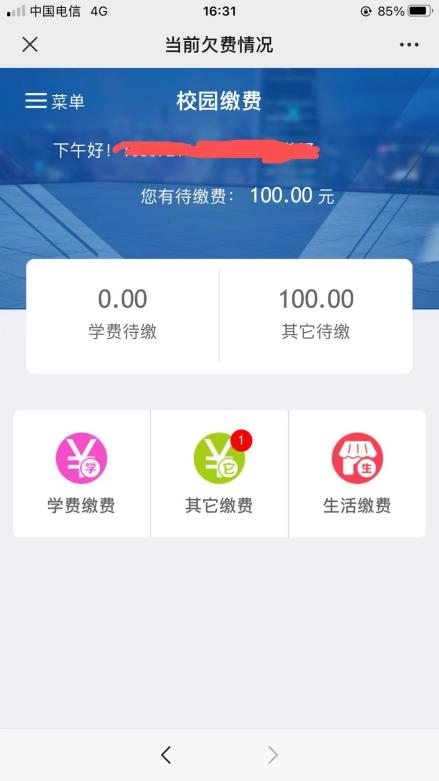 中国电信 4G 16:31 85%
当前欠费情况
菜单 校园缴费
下午好!
您有待缴费： 100.00 元
0.00 100.00
学费待缴 其它待缴
¥ 学 ¥ 它 1 生
学费缴费 其它缴费 生活缴费